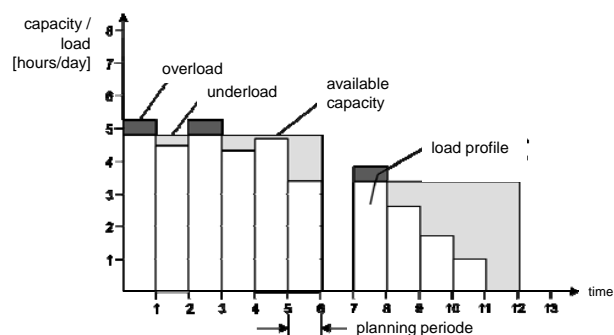 capacity /
load
[hours/day]
8
7
6
5
4
3
2
1
overload
underload
available
capacity
load profile
1 2 3 4 5 6 7 8 9 10 11 12 13
time
planning periode